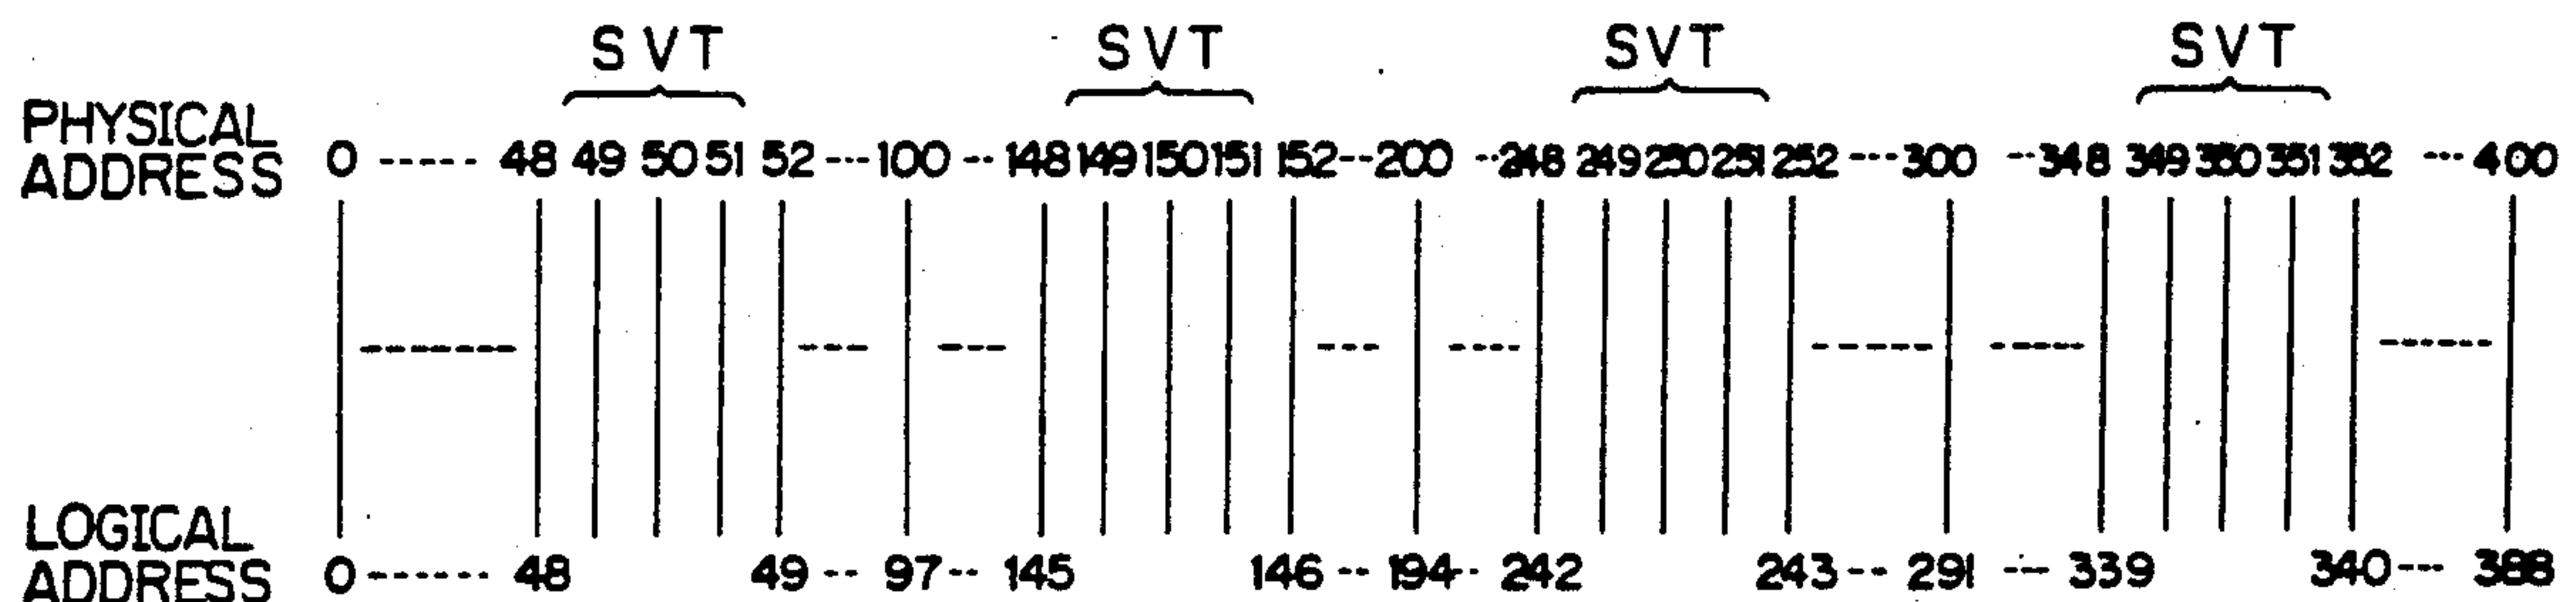 SVT SVT SVT SVT
PHYSICAL
ADDRESS 0 ----- 48 49 50 51 52 --- 100 -- 148 149 150 151 152 -- 200 -- 248 249 250 251 252 --- 300 -- 348 349 350 351 352 --- 400
LOGICAL
ADDRESS 0 ------ 48 49 -- 97 -- 145 146 -- 194 -- 242 243 -- 291 -- 339 340 --- 388